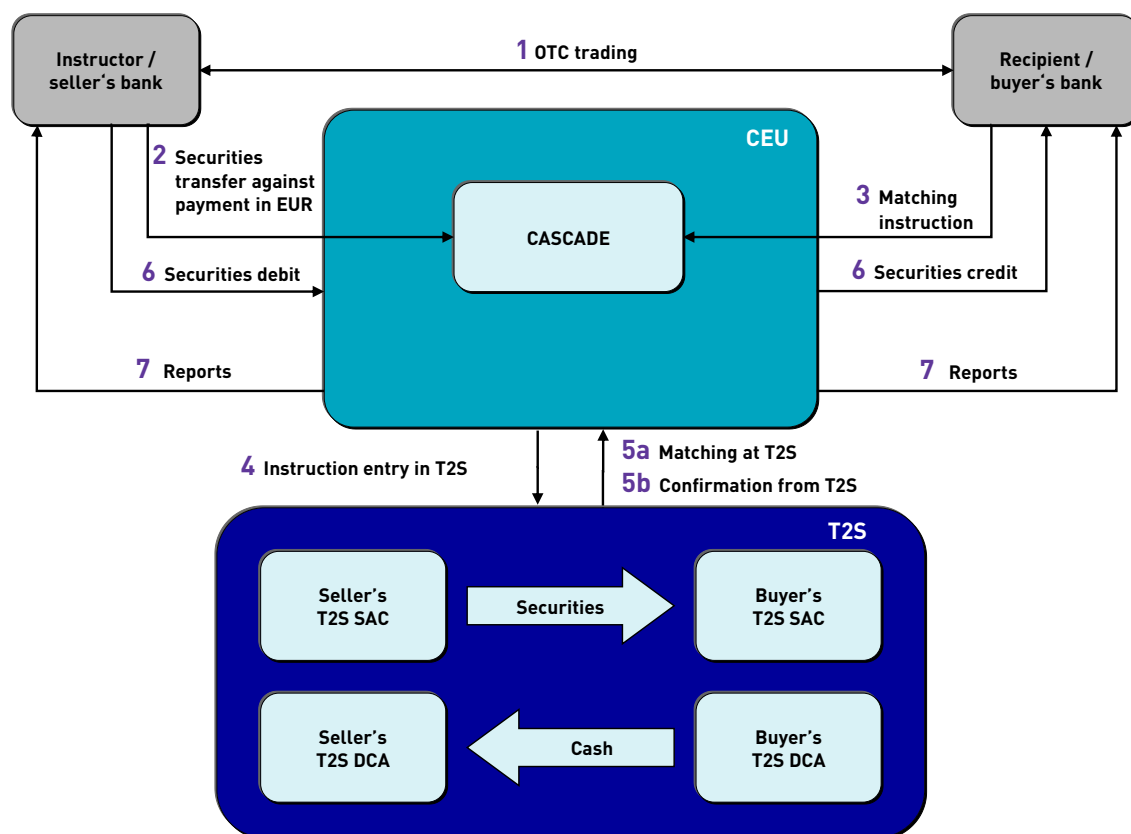 Instructor /
seller‘s bank
1 OTC trading
Recipient /
buyer‘s bank
CEU
2 Securities
transfer against
payment in EUR
CASCADE
3 Matching
instruction
6 Securities debit
6 Securities credit
7 Reports
7 Reports
4 Instruction entry in T2S
5a Matching at T2S
5b Confirmation from T2S
T2S
Seller's
T2S SAC
Securities
Buyer's
T2S SAC
Seller's
T2S DCA
Cash
Buyer's
T2S DCA